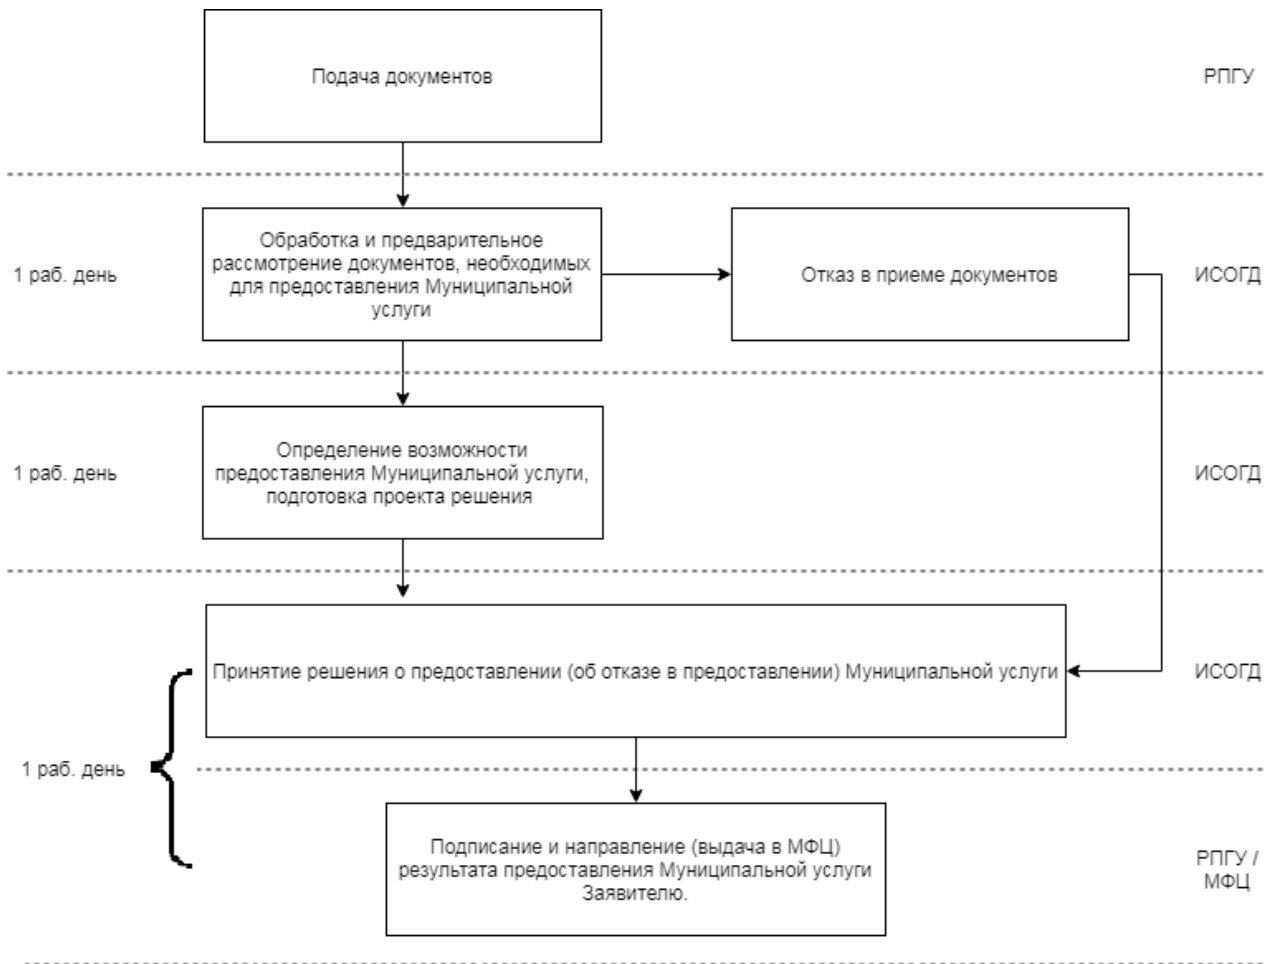 Подача документов
РПГУ
1 раб. день
Обработка и предварительное
рассмотрение документов, необходимых
для предоставления Муниципальной
услуги
Отказ в приеме документов
ИСОГД
1 раб. день
Определение возможности
предоставления Муниципальной услуги,
подготовка проекта решения
ИСОГД
Принятие решения о предоставлении (об отказе в предоставлении) Муниципальной услуги
ИСОГД
1 раб. день
Подписание и направление (выдача в МФЦ)
результата предоставления Муниципальной услуги
Заявителю.
РПГУ /
МФЦ